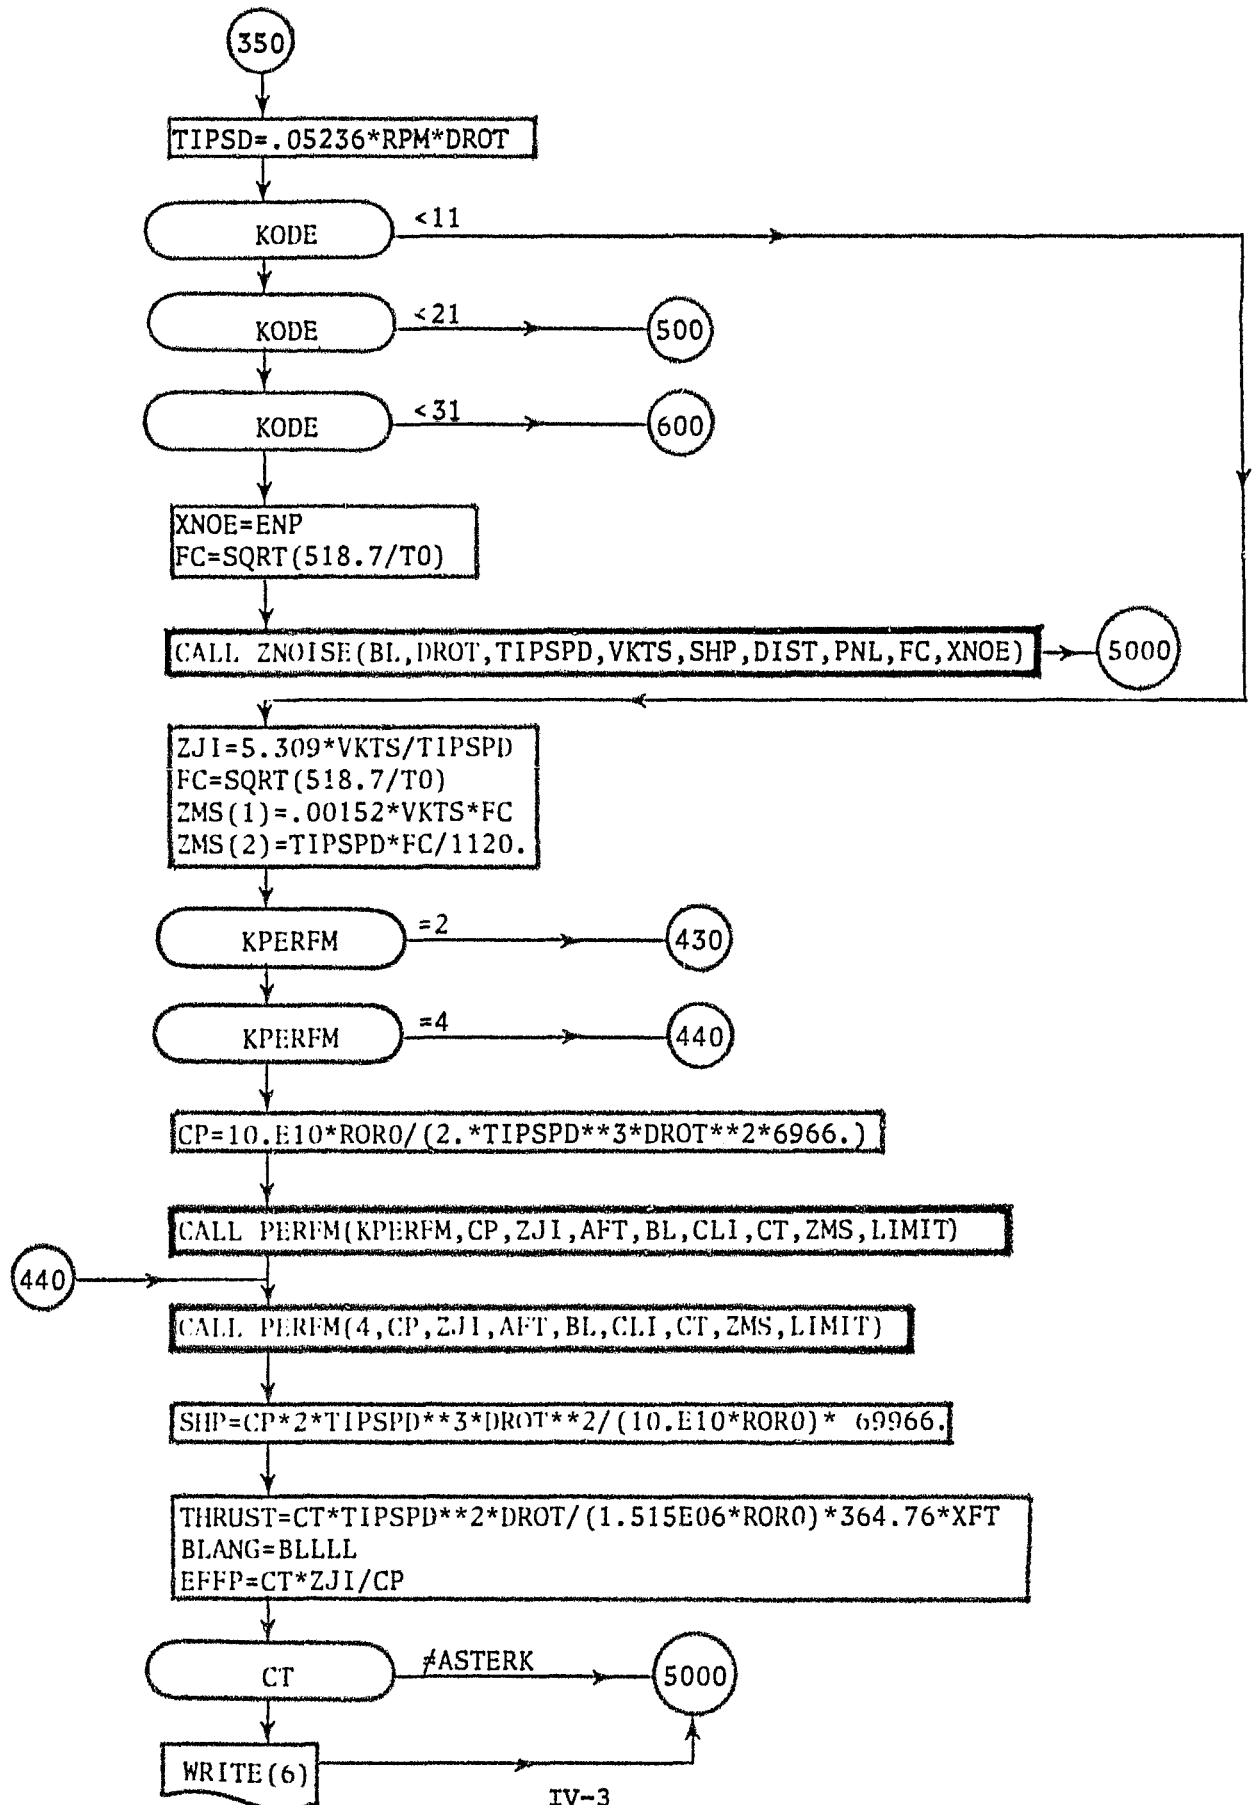 350
TIPSD=.05236*RPM*DROT
KODE
<11
KODE
<21
500
KODE
<31
600
XNOE=ENP
FC=SQRT(518.7/T0)
CALL ZNOISE(BL,DROT,TIPSPD,VKTS,SHP,DIST,PNL,FC,XNOE)
5000
ZJI=5.309*VKTS/TIPSPD
FC=SQRT(518.7/T0)
ZMS(1)=.00152*VKTS*FC
ZMS(2)=TIPSPD*FC/1120.
KPERFM
=2
430
KPERFM
=4
440
CP=10.E10*RORO/(2.*TIPSPD**3*DROT**2*6966.)
CALL PERFM(KPERFM,CP,ZJI,AFT,BL,CLI,CT,ZMS,LIMIT)
440
CALL PERFM(4,CP,ZJI,AFT,BL,CLI,CT,ZMS,LIMIT)
SHP=CP*2*TIPSPD**3*DROT**2/(10.E10*RORO)* 69966.
THRUST=CT*TIPSPD**2*DROT/(1.515E06*RORO)*364.76*XFT
BLANG=BLLLL
EFFP=CT*ZJI/CP
CT
≠ASTERK
5000
WRITE(6)
IV-3